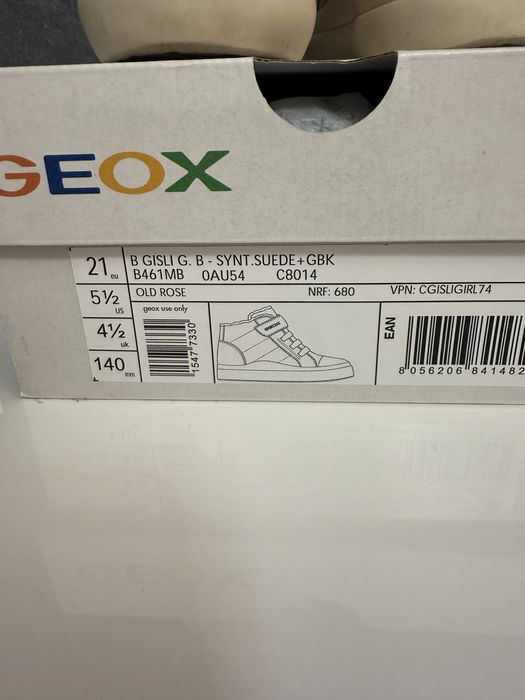 GEOX
21 eu
B GISLI G. B - SYNT.SUEDE+GBK
B461MB 0AU54 C8014
5½ US
OLD ROSE NRF: 680 VPN: CGISLIGIRL74
4½ uk
geox use only
1547 7330
GEOX
EAN
140 mm
8 056206 841482